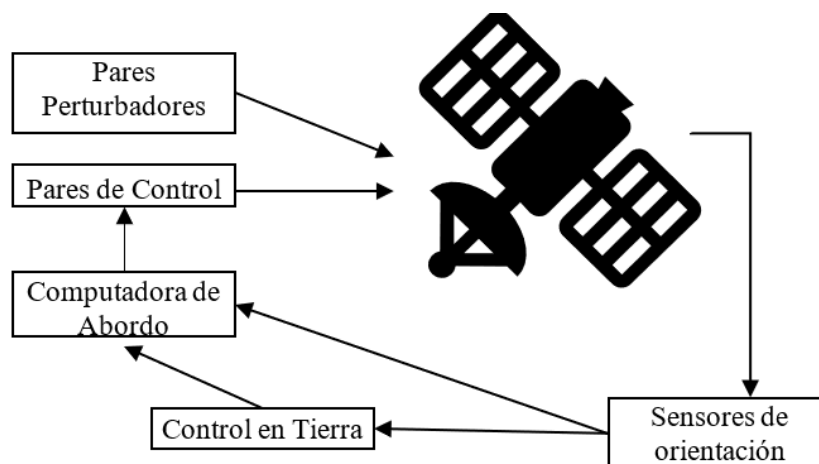 Pares
Perturbadores
Pares de Control
Computadora de
Abordo
Control en Tierra
Sensores de
orientación